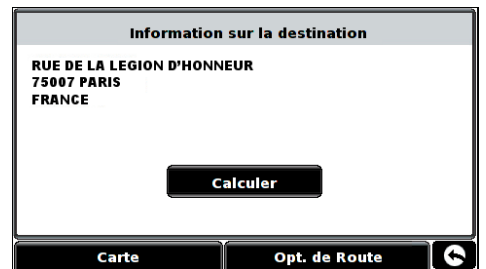 Information sur la destination
RUE DE LA LEGION D'HONNEUR
75007 PARIS
FRANCE
Calculer
Carte
Opt. de Route